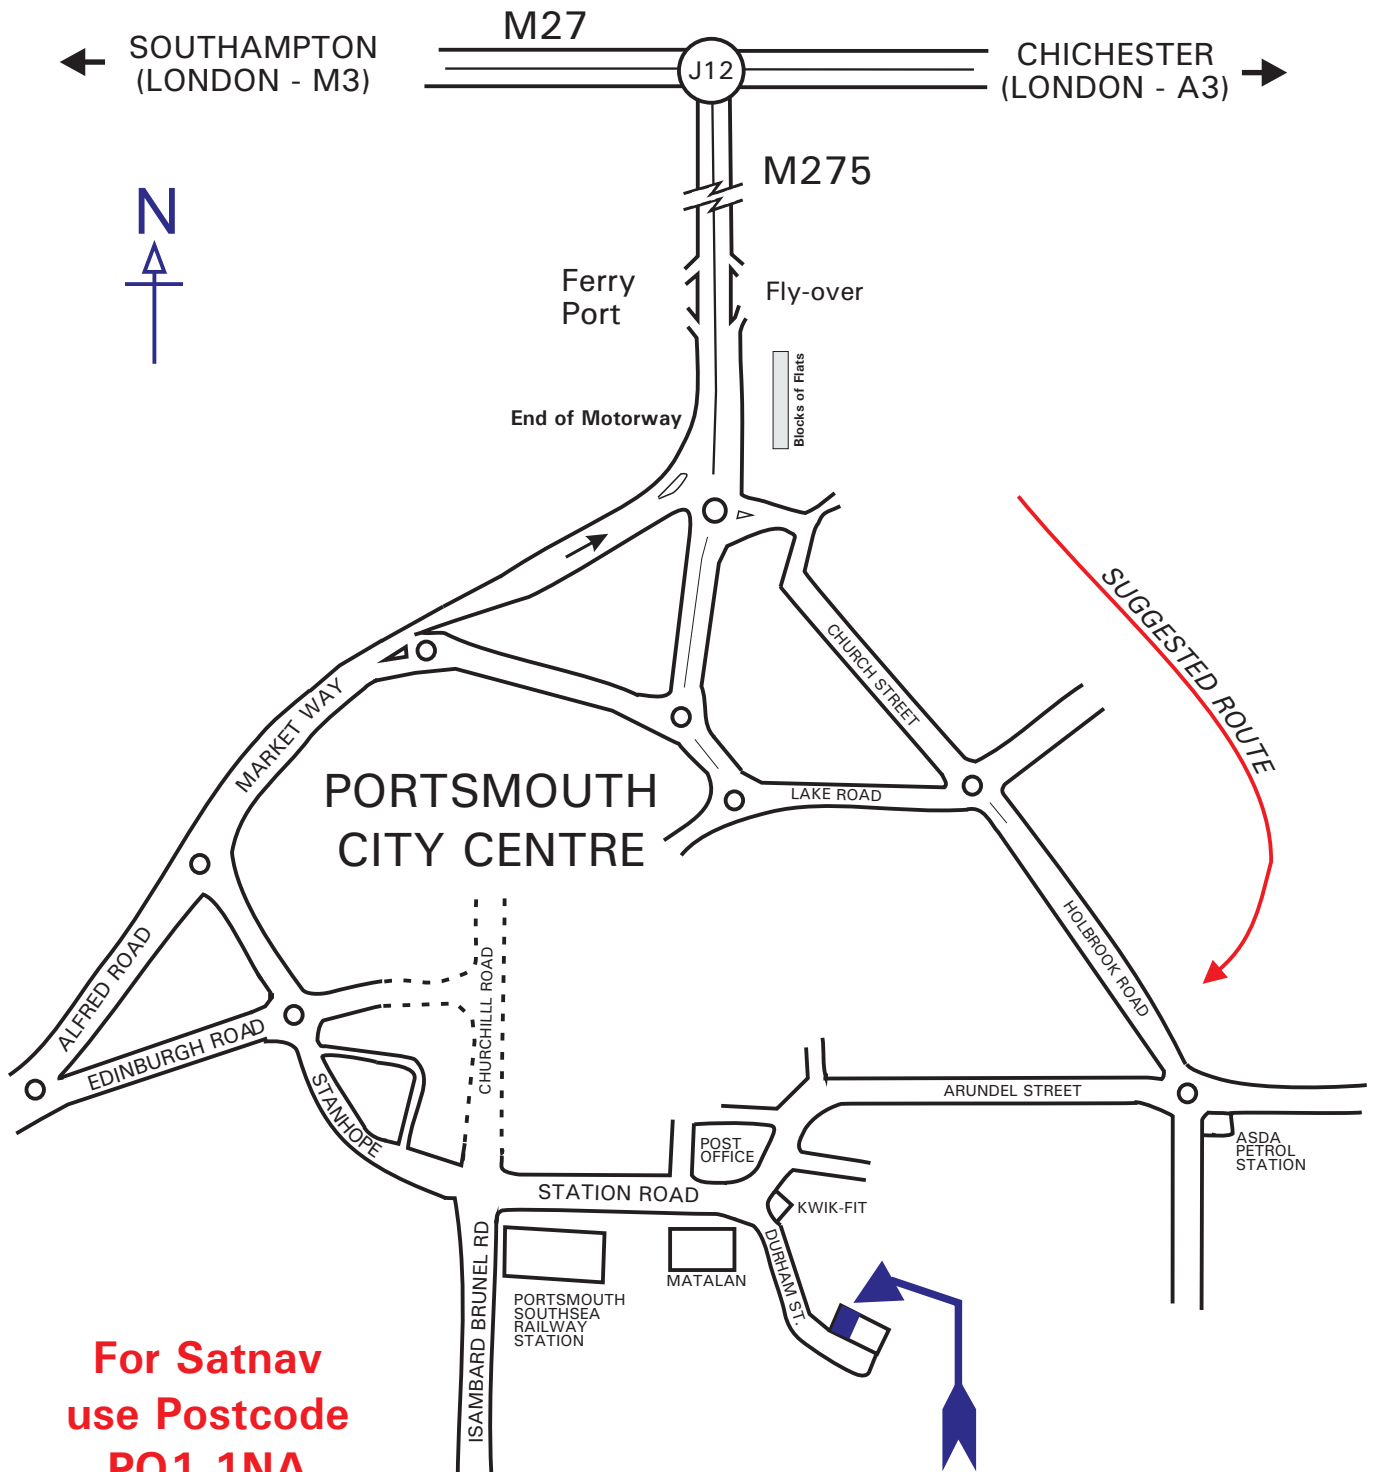 M27
SOUTHAMPTON
(LONDON - M3)
J12
CHICHESTER
(LONDON - A3)
M275
N
Ferry
Port
Fly-over
Blocks of Flats
End of Motorway
SUGGESTED ROUTE
CHURCH STREET
MARKET WAY
PORTSMOUTH
CITY CENTRE
LAKE ROAD
HOLBROOK ROAD
ALFRED ROAD
CHURCHILLL ROAD
EDINBURGH ROAD
STANHOPE
ARUNDEL STREET
POST
OFFICE
ASDA
PETROL
STATION
STATION ROAD
KWIK-FIT
DURHAM ST.
MATALAN
ISAMBARD BRUNEL RD
PORTSMOUTH
SOUTHSEA
RAILWAY
STATION
For Satnav
use Postcode
PO1 1NA